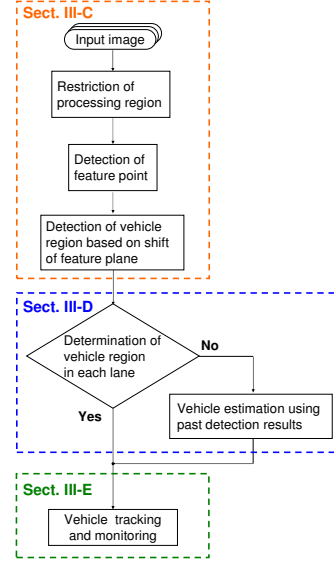 Sect. III-C
Input image
Restriction of
processing region
Detection of
feature point
Detection of vehicle
region based on shift
of feature plane
Sect. III-D
Determination of
vehicle region
in each lane
No
Yes
Vehicle estimation using
past detection results
Sect. III-E
Vehicle tracking
and monitoring